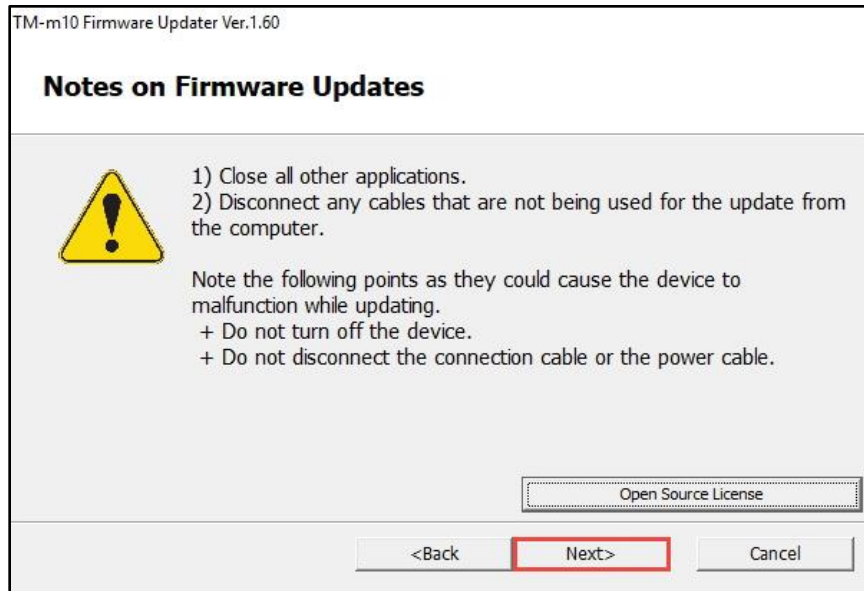 TM-m10 Firmware Updater Ver.1.60
Notes on Firmware Updates
1) Close all other applications.
2) Disconnect any cables that are not being used for the update from
the computer.
Note the following points as they could cause the device to
malfunction while updating.
+ Do not turn off the device.
+ Do not disconnect the connection cable or the power cable.
Open Source License
<Back Next> Cancel